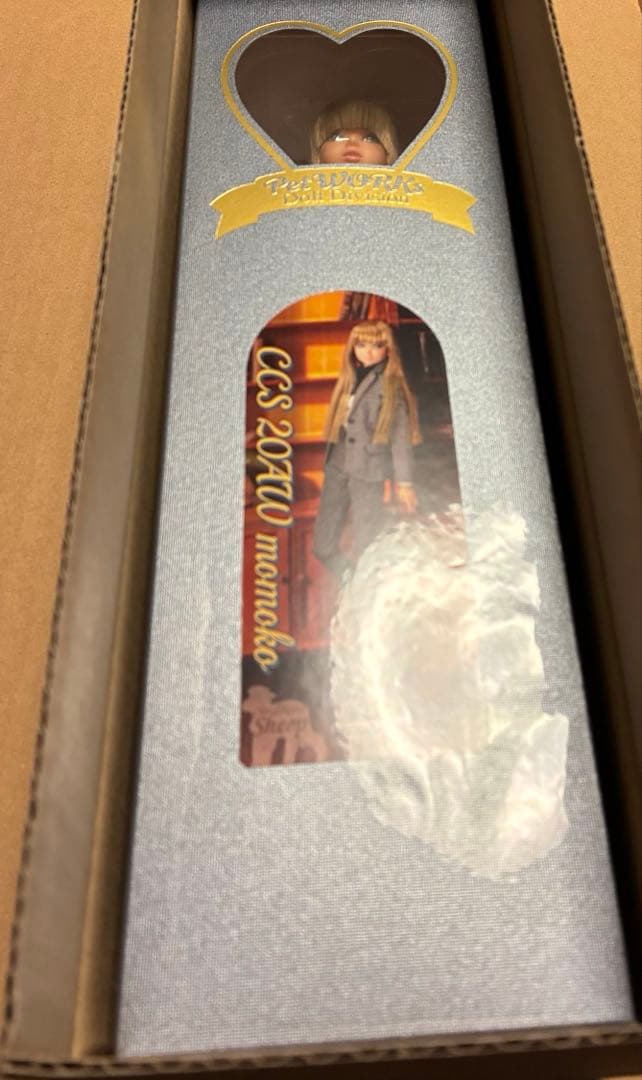 PetWORKs
Doll Division
CCS 20AW momoko
Sheep